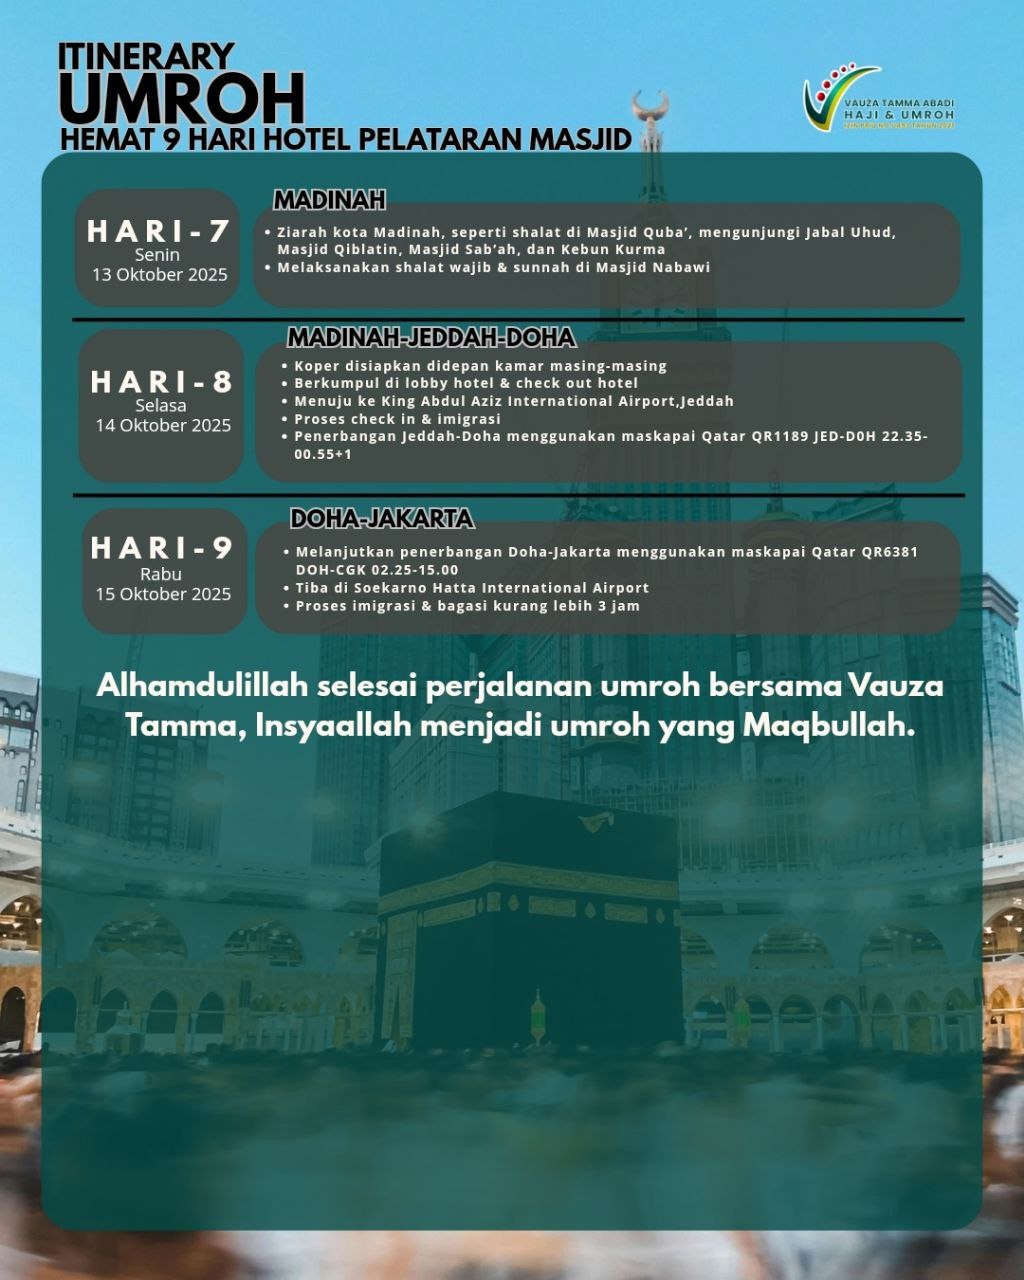 ITINERARY
UMROH
HEMAT 9 HARI HOTEL PELATARAN MASJID
VAUZA TAMMA ABADI
HAJI & UMROH
HARI-7
Senin
13 Oktober 2025
MADINAH
• Ziarah kota Madinah, seperti shalat di Masjid Quba’, mengunjungi Jabal Uhud,
Masjid Qiblatin, Masjid Sab’ah, dan Kebun Kurma
• Melaksanakan shalat wajib & sunnah di Masjid Nabawi
HARI-8
Selasa
14 Oktober 2025
MADINAH-JEDDAH-DOHA
• Koper disiapkan didepan kamar masing-masing
• Berkumpul di lobby hotel & check out hotel
• Menuju ke King Abdul Aziz International Airport,Jeddah
• Proses check in & imigrasi
• Penerbangan Jeddah-Doha menggunakan maskapai Qatar QR1189 JED-D0H 22.35-
00.55+1
HARI-9
Rabu
15 Oktober 2025
DOHA-JAKARTA
• Melanjutkan penerbangan Doha-Jakarta menggunakan maskapai Qatar QR6381
DOH-CGK 02.25-15.00
• Tiba di Soekarno Hatta International Airport
• Proses imigrasi & bagasi kurang lebih 3 jam
Alhamdulillah selesai perjalanan umroh bersama Vauza
Tamma, Insyaallah menjadi umroh yang Maqbullah.